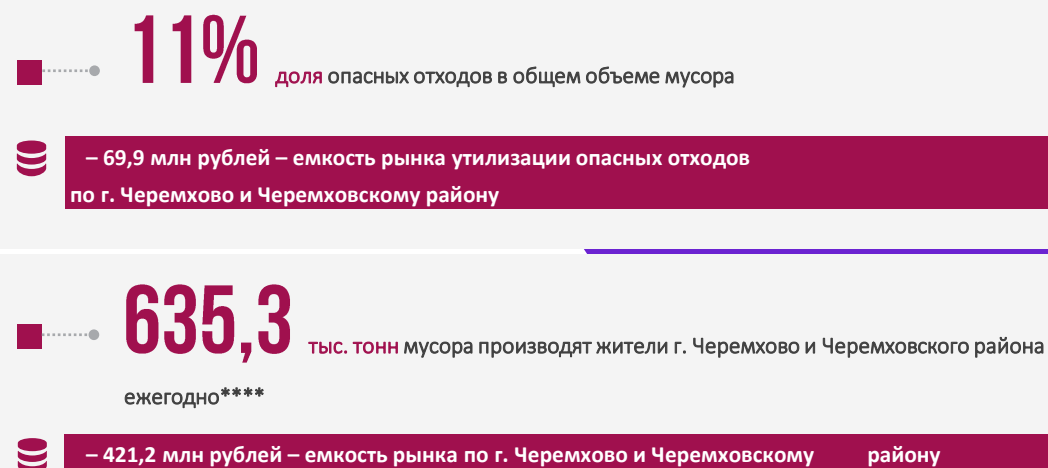 11% доля опасных отходов в общем объеме мусора
– 69,9 млн рублей – емкость рынка утилизации опасных отходов
по г. Черемхово и Черемховскому району
635,3 тыс. тонн мусора производят жители г. Черемхово и Черемховского района
ежегодно****
– 421,2 млн рублей – емкость рынка по г. Черемхово и Черемховскому району